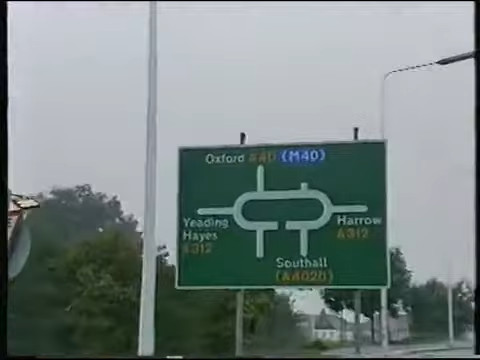 Oxford A40 (M40)
Yeading
Hayes
A312
Harrow
A312
Southall
(A4020)